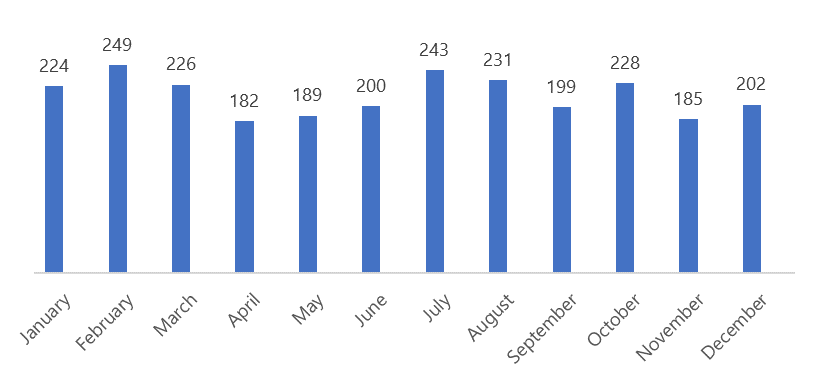 224
249
226
182
189
200
243
231
199
228
185
202
January
February
March
April
May
June
July
August
September
October
November
December